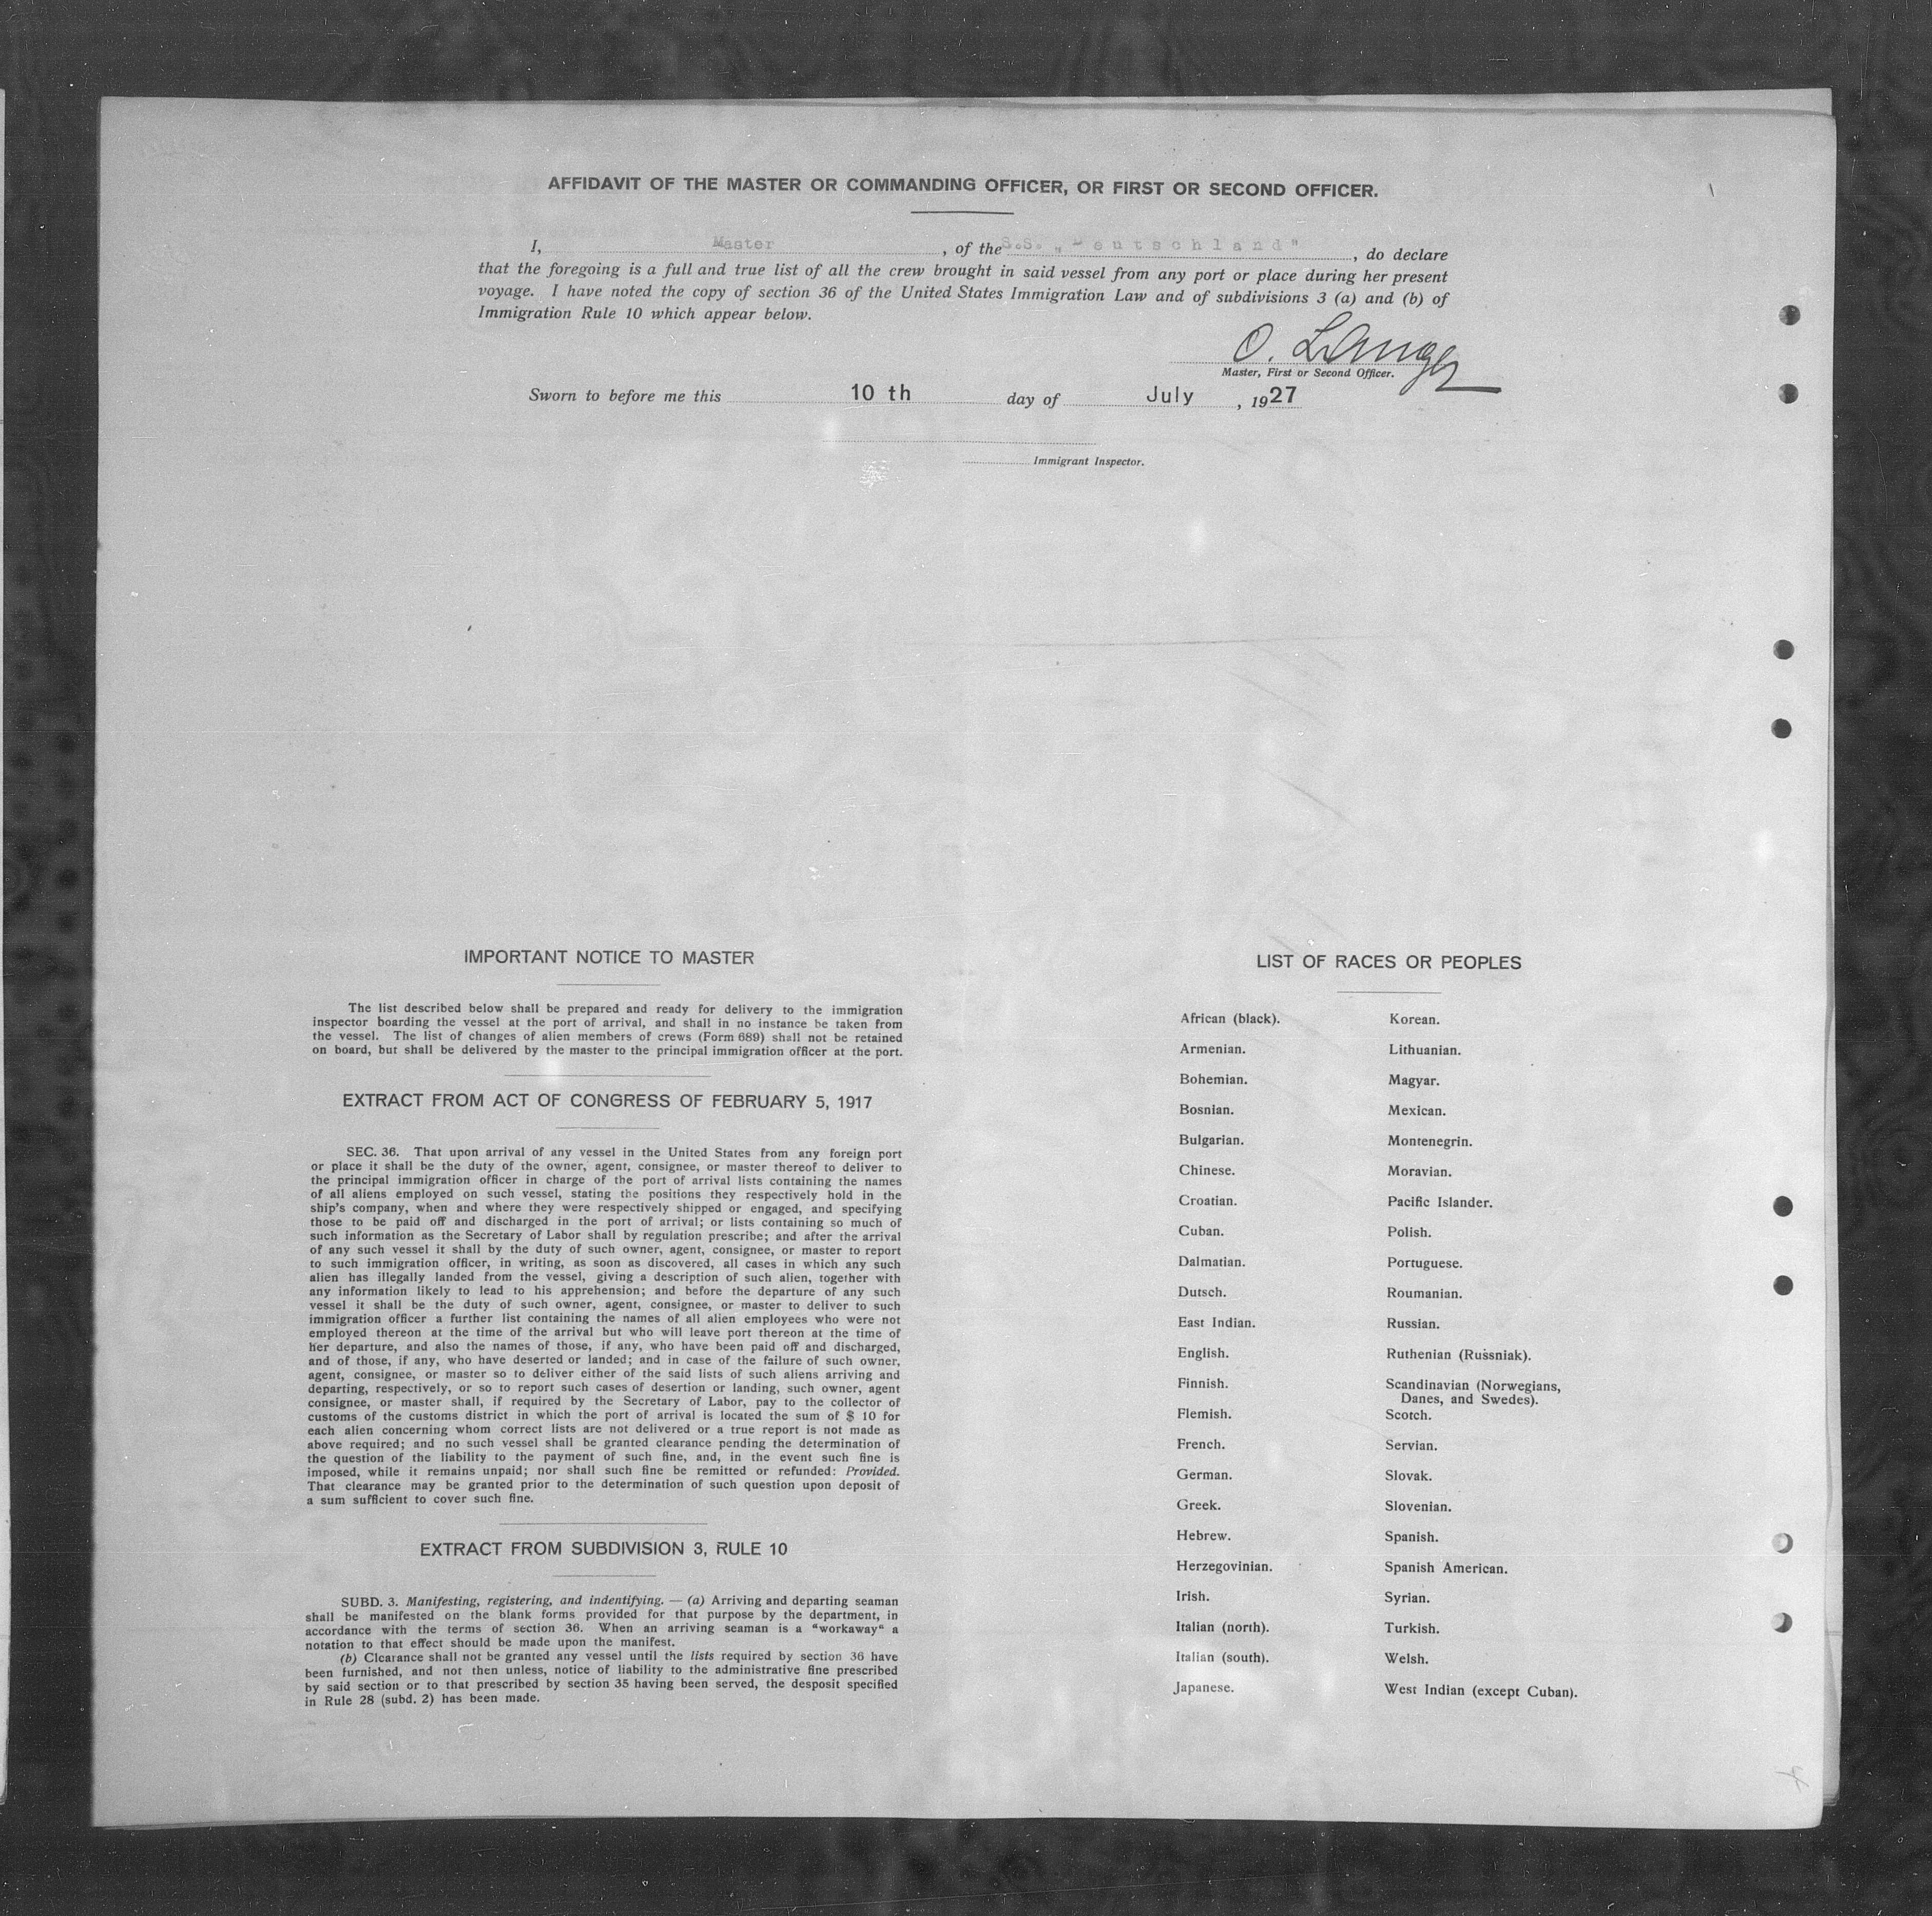 AFFIDAVIT OF THE MASTER OR COMMANDING OFFICER, OR FIRST OR SECOND OFFICER.
I, Master, of the S.S. „Deutschland", do declare
that the foregoing is a full and true list of all the crew brought in said vessel from any port or place during her present
voyage. I have noted the copy of section 36 of the United States Immigration Law and of subdivisions 3 (a) and (b) of
Immigration Rule 10 which appear below.
O.
Master, First or Second Officer.
Sworn to before me this 10 th day of July, 1927
Immigrant Inspector.
IMPORTANT NOTICE TO MASTER
The list described below shall be prepared and ready for delivery to the immigration
inspector boarding the vessel at the port of arrival, and shall in no instance be taken from
the vessel. The list of changes of alien members of crews (Form 689) shall not be retained
on board, but shall be delivered by the master to the principal immigration officer at the port.
EXTRACT FROM ACT OF CONGRESS OF FEBRUARY 5, 1917
SEC. 36. That upon arrival of any vessel in the United States from any foreign port
or place it shall be the duty of the owner, agent, consignee, or master thereof to deliver to
the principal immigration officer in charge of the port of arrival lists containing the names
of all aliens employed on such vessel, stating the positions they respectively hold in the
ship's company, when and where they were respectively shipped or engaged, and specifying
those to be paid off and discharged in the port of arrival; or lists containing so much of
such information as the Secretary of Labor shall by regulation prescribe; and after the arrival
of any such vessel it shall by the duty of such owner, agent, consignee, or master to report
to such immigration officer, in writing, as soon as discovered, all cases in which any such
alien has illegally landed from the vessel, giving a description of such alien, together with
any information likely to lead to his apprehension; and before the departure of any such
vessel it shall be the duty of such owner, agent, consignee, or master to deliver to such
immigration officer a further list containing the names of all alien employees who were not
employed thereon at the time of the arrival but who will leave port thereon at the time of
her departure, and also the names of those, if any, who have been paid off and discharged,
and of those, if any, who have deserted or landed; and in case of the failure of such owner,
agent, consignee, or master so to deliver either of the said lists of such aliens arriving and
departing, respectively, or so to report such cases of desertion or landing, such owner, agent
consignee, or master shall, if required by the Secretary of Labor, pay to the collector of
customs of the customs district in which the port of arrival is located the sum of $ 10 for
each alien concerning whom correct lists are not delivered or a true report is not made as
above required; and no such vessel shall be granted clearance pending the determination of
the question of the liability to the payment of such fine, and, in the event such fine is
imposed, while it remains unpaid; nor shall such fine be remitted or refunded: Provided.
That clearance may be granted prior to the determination of such question upon deposit of
a sum sufficient to cover such fine.
EXTRACT FROM SUBDIVISION 3, RULE 10
SUBD. 3. Manifesting, registering, and indentifying. — (a) Arriving and departing seaman
shall be manifested on the blank forms provided for that purpose by the department, in
accordance with the terms of section 36. When an arriving seaman is a "workaway" a
notation to that effect should be made upon the manifest.
(b) Clearance shall not be granted any vessel until the lists required by section 36 have
been furnished, and not then unless, notice of liability to the administrative fine prescribed
by said section or to that prescribed by section 35 having been served, the desposit specified
in Rule 28 (subd. 2) has been made.
LIST OF RACES OR PEOPLES
African (black).
Armenian.
Bohemian.
Bosnian.
Bulgarian.
Chinese.
Croatian.
Cuban.
Dalmatian.
Dutsch.
East Indian.
English.
Finnish.
Flemish.
French.
German.
Greek.
Hebrew.
Herzegovinian.
Irish.
Italian (north).
Italian (south).
Japanese.
Korean.
Lithuanian.
Magyar.
Mexican.
Montenegrin.
Moravian.
Pacific Islander.
Polish.
Portuguese.
Roumanian.
Russian.
Ruthenian (Russniak).
Scandinavian (Norwegians,
Danes, and Swedes).
Scotch.
Servian.
Slovak.
Slovenian.
Spanish.
Spanish American.
Syrian.
Turkish.
Welsh.
West Indian (except Cuban).